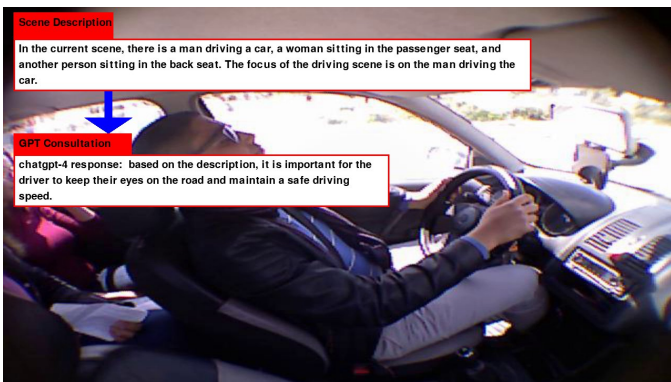 Scene Description
In the current scene, there is a man driving a car, a woman sitting in the passenger seat, and
another person sitting in the back seat. The focus of the driving scene is on the man driving the
car.
GPT Consultation
chatgpt-4 response:  based on the description, it is important for the
driver to keep their eyes on the road and maintain a safe driving
speed.